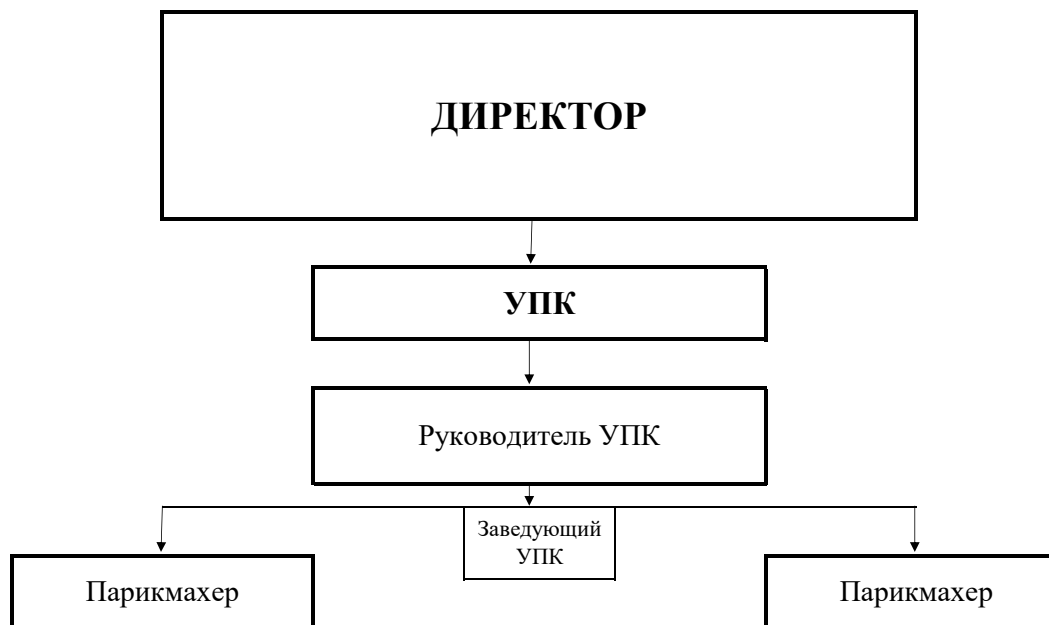 ДИРЕКТОР
УПК
Руководитель УПК
Заведующий
УПК
Парикмахер
Парикмахер